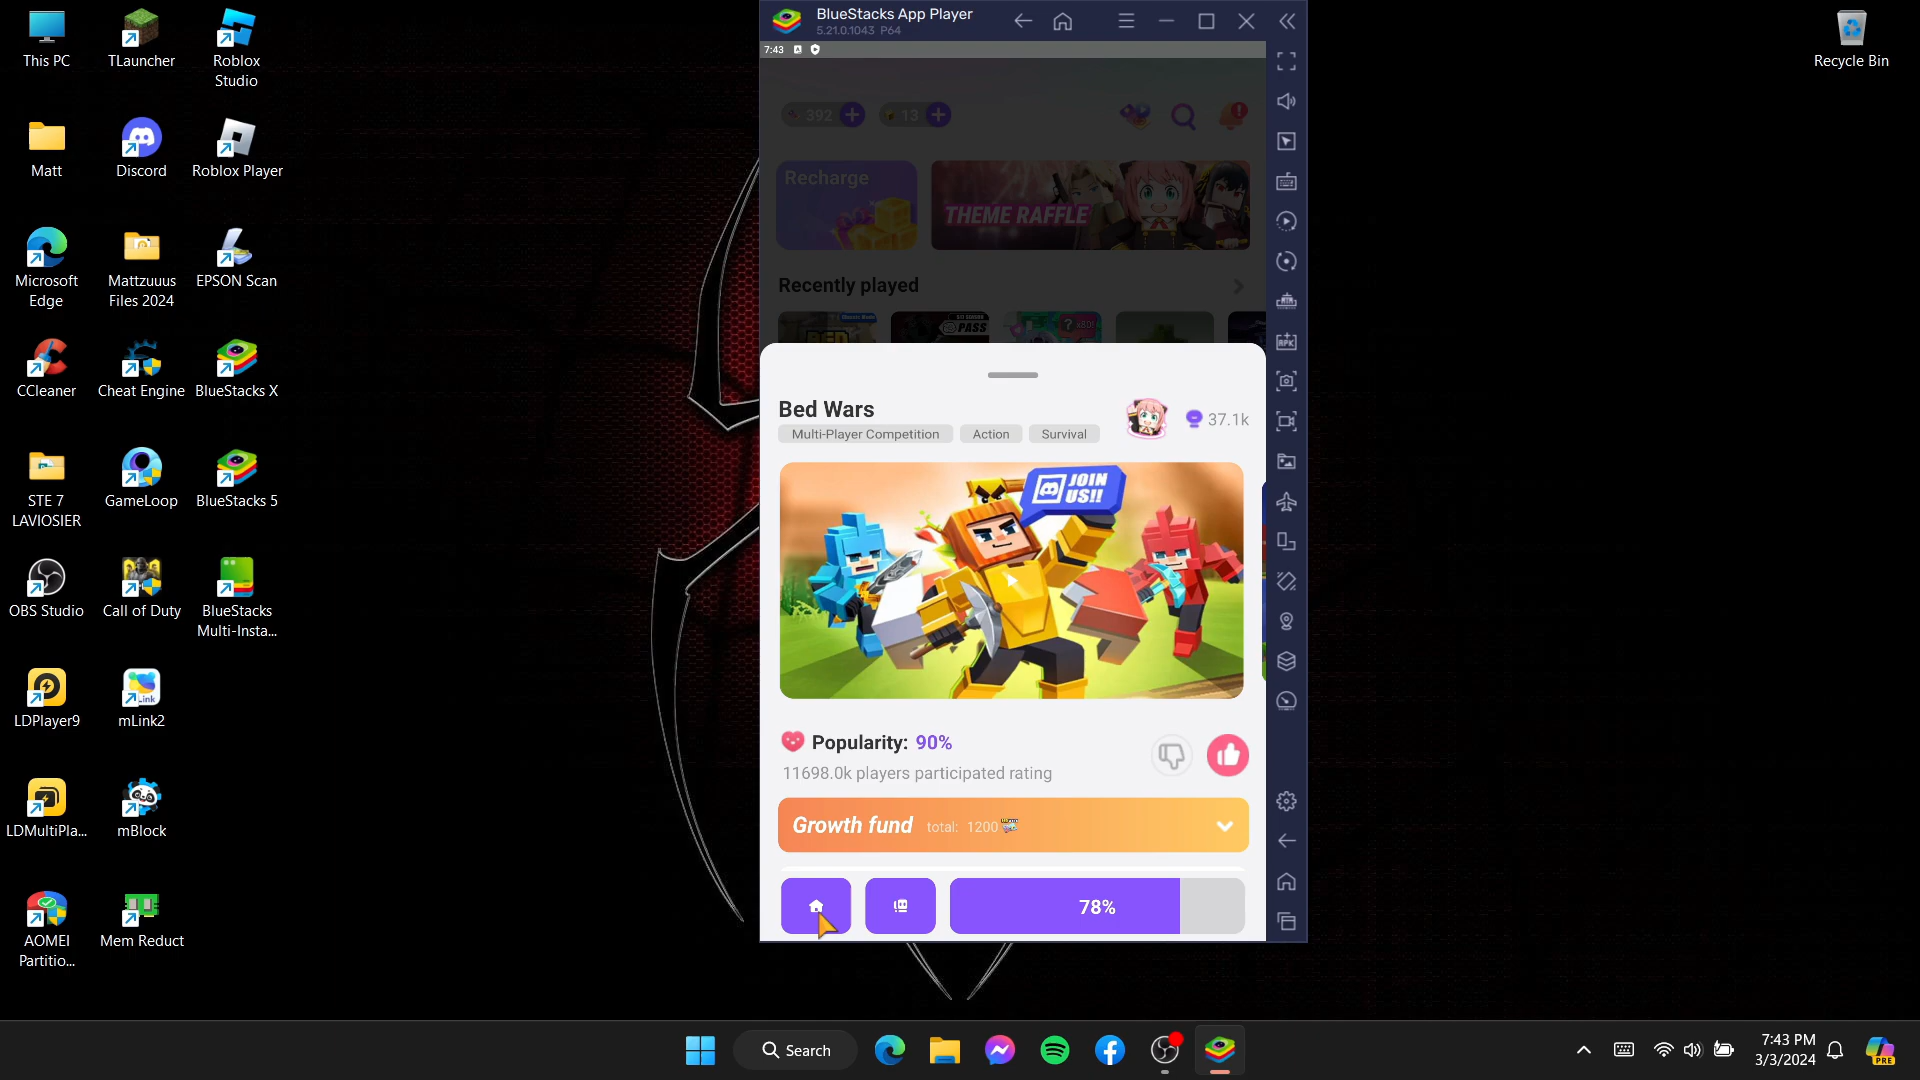 This PC
TLauncher
Roblox
Studio
Matt
Discord
Roblox Player
Microsoft
Edge
Mattzuuus
Files 2024
EPSON Scan
CCleaner
Cheat Engine
BlueStacks X
STE 7
LAVIOSIER
GameLoop
BlueStacks 5
OBS Studio
Call of Duty
BlueStacks
Multi-Insta...
LDPlayer9
Link
mLink2
LDMultiPla...
mBlock
AOMEI
Partitio...
Mem Reduct
Recycle Bin
BlueStacks App Player
5.21.0.1043 P64
7:43
392
13
Recharge
THEME RAFFLE
Recently played
PASS
Bed Wars
37.1k
Multi-Player Competition
Action
Survival
JOIN
US!!
Popularity: 90%
11698.0k players participated rating
Growth fund total: 1200
78%
Search
7:43 PM
3/3/2024
PRE